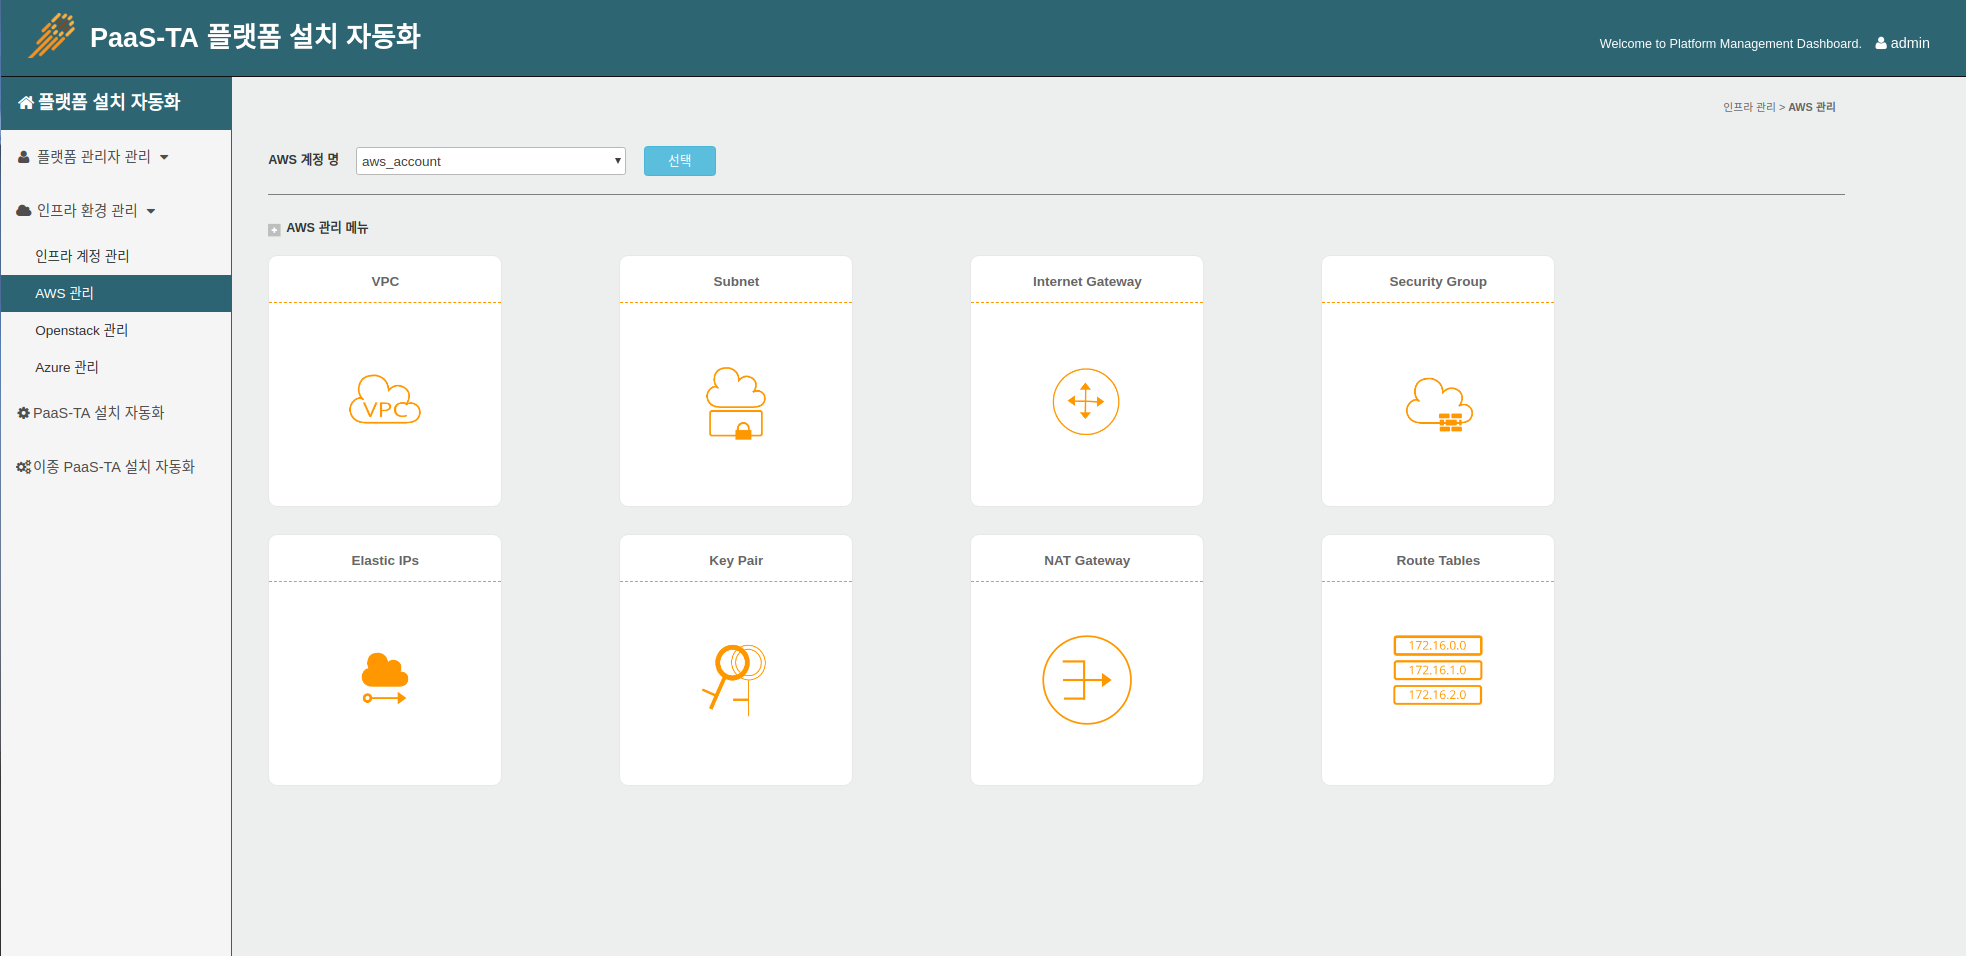 PaaS-TA 플랫폼 설치 자동화
Welcome to Platform Management Dashboard. admin
플랫폼 설치 자동화
인프라 관리 > AWS 관리
플랫폼 관리자 관리
인프라 환경 관리
인프라 계정 관리
AWS 관리
Openstack 관리
Azure 관리
PaaS-TA 설치 자동화
이종 PaaS-TA 설치 자동화
AWS 계정 명 aws_account 선택
AWS 관리 메뉴
VPC Subnet Internet Gateway Security Group
VPC
Elastic IPs Key Pair NAT Gateway Route Tables
172.16.0.0
172.16.1.0
172.16.2.0